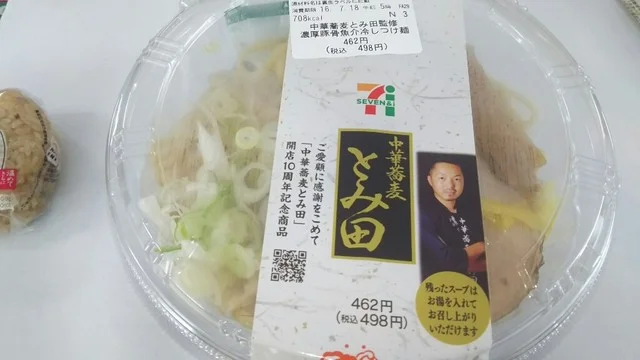 消費期限 16. 7.18 午前 5時
708kcal N 3
中華蕎麦とみ田監修
濃厚豚骨魚介冷しつけ麺
462円
(税込 498円)
SEVEN&i
中華蕎麦
とみ田
ご愛顧に感謝をこめて
「中華蕎麦とみ田」
開店10周年記念商品
462円
(税込498円)
残ったスープは
お湯を入れて
お召し上がり
いただけます